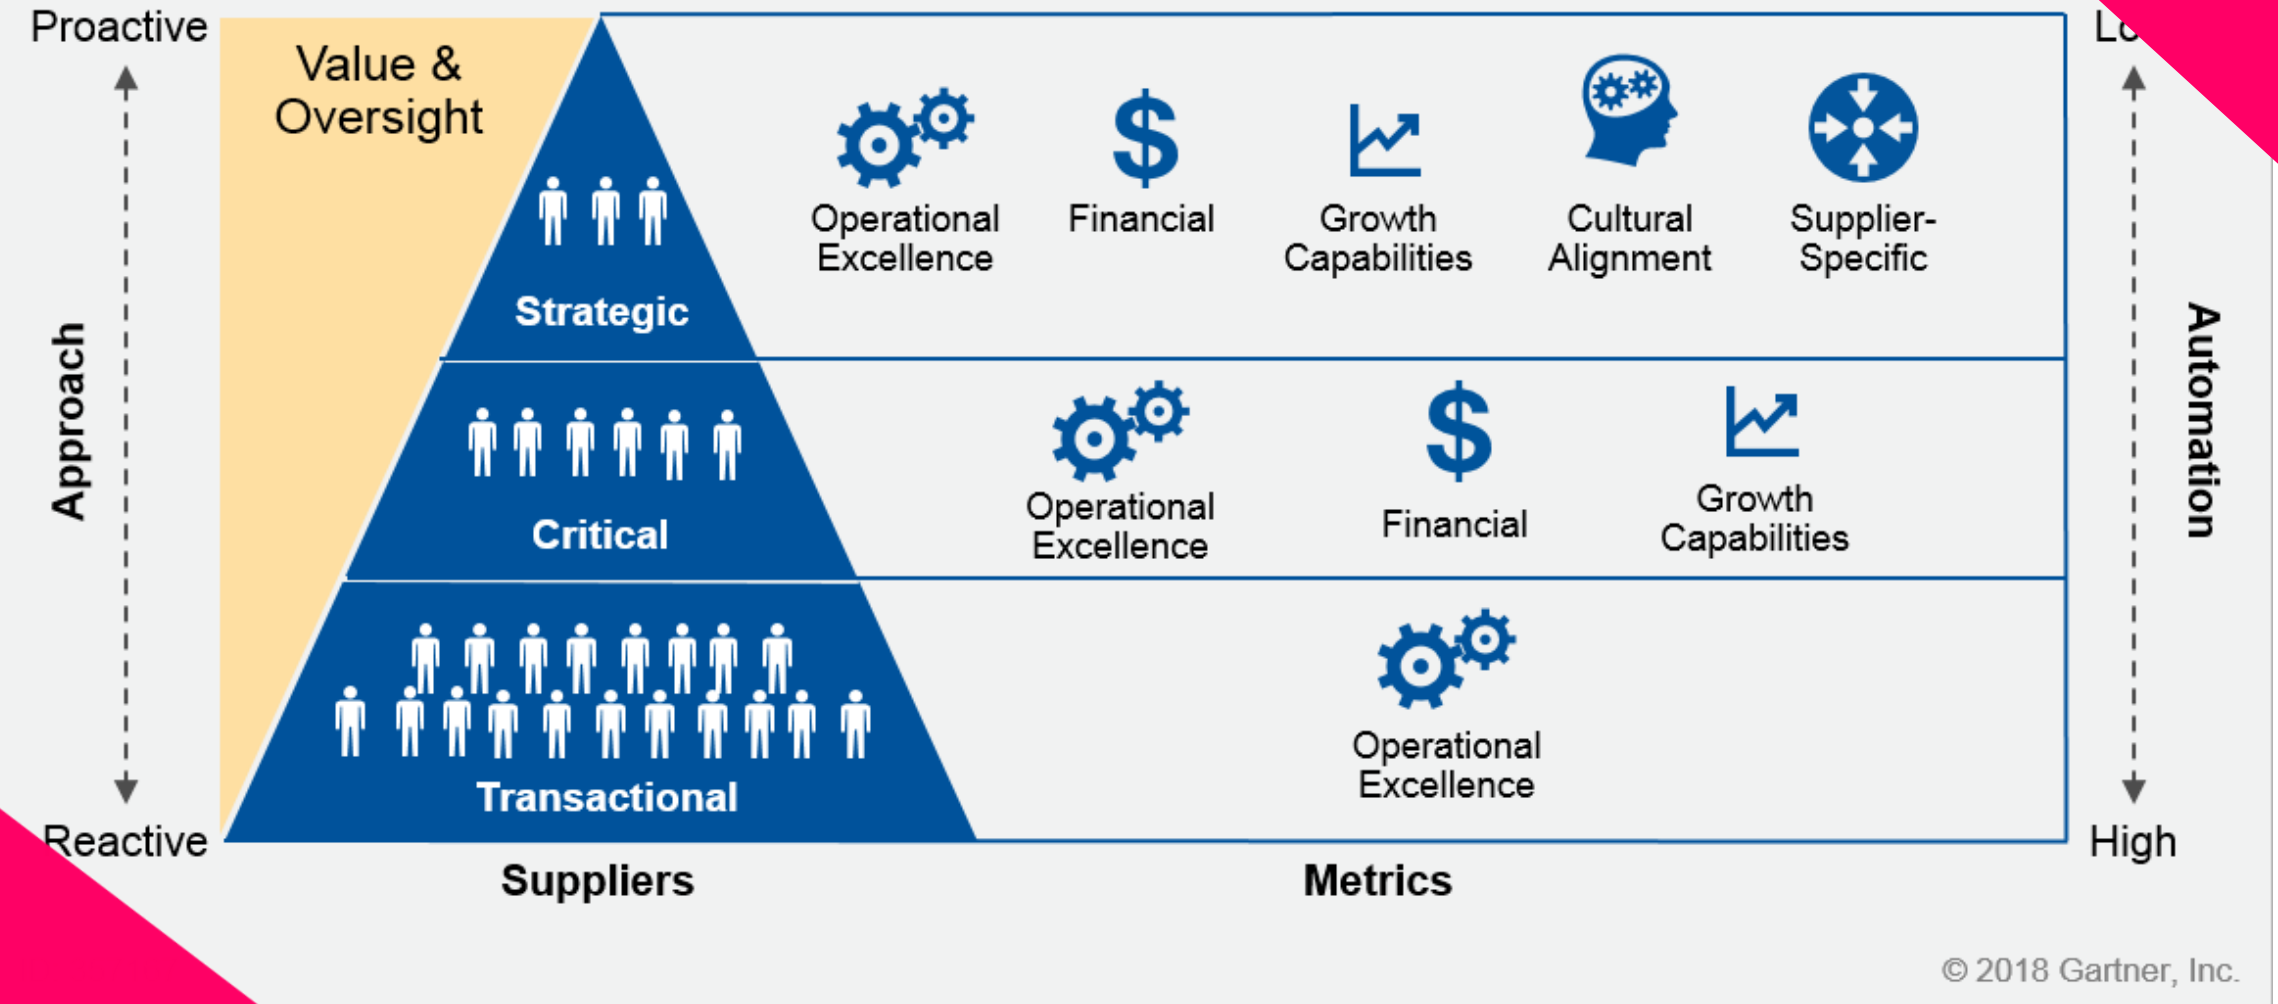 Proactive
Value &
Oversight
Operational
Excellence
Financial
Growth
Capabilities
Cultural
Alignment
Supplier-
Specific
Strategic
Approach
Automation
Operational
Excellence
Financial
Growth
Capabilities
Critical
Operational
Excellence
Transactional
Reactive
High
Suppliers
Metrics
© 2018 Gartner, Inc.